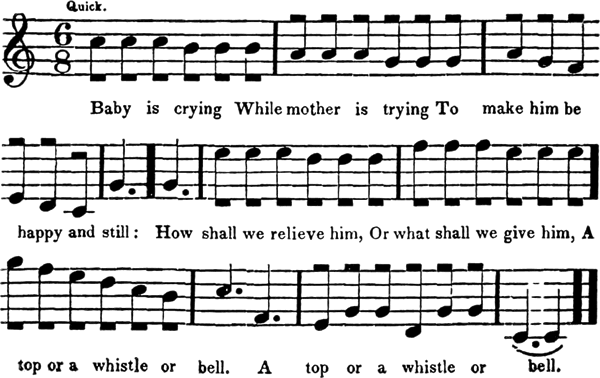 Quick.
6
8
Baby is crying While mother is trying To make him be
happy and still: How shall we relieve him, Or what shall we give him, A
top or a whistle or bell. A top or a whistle or bell.